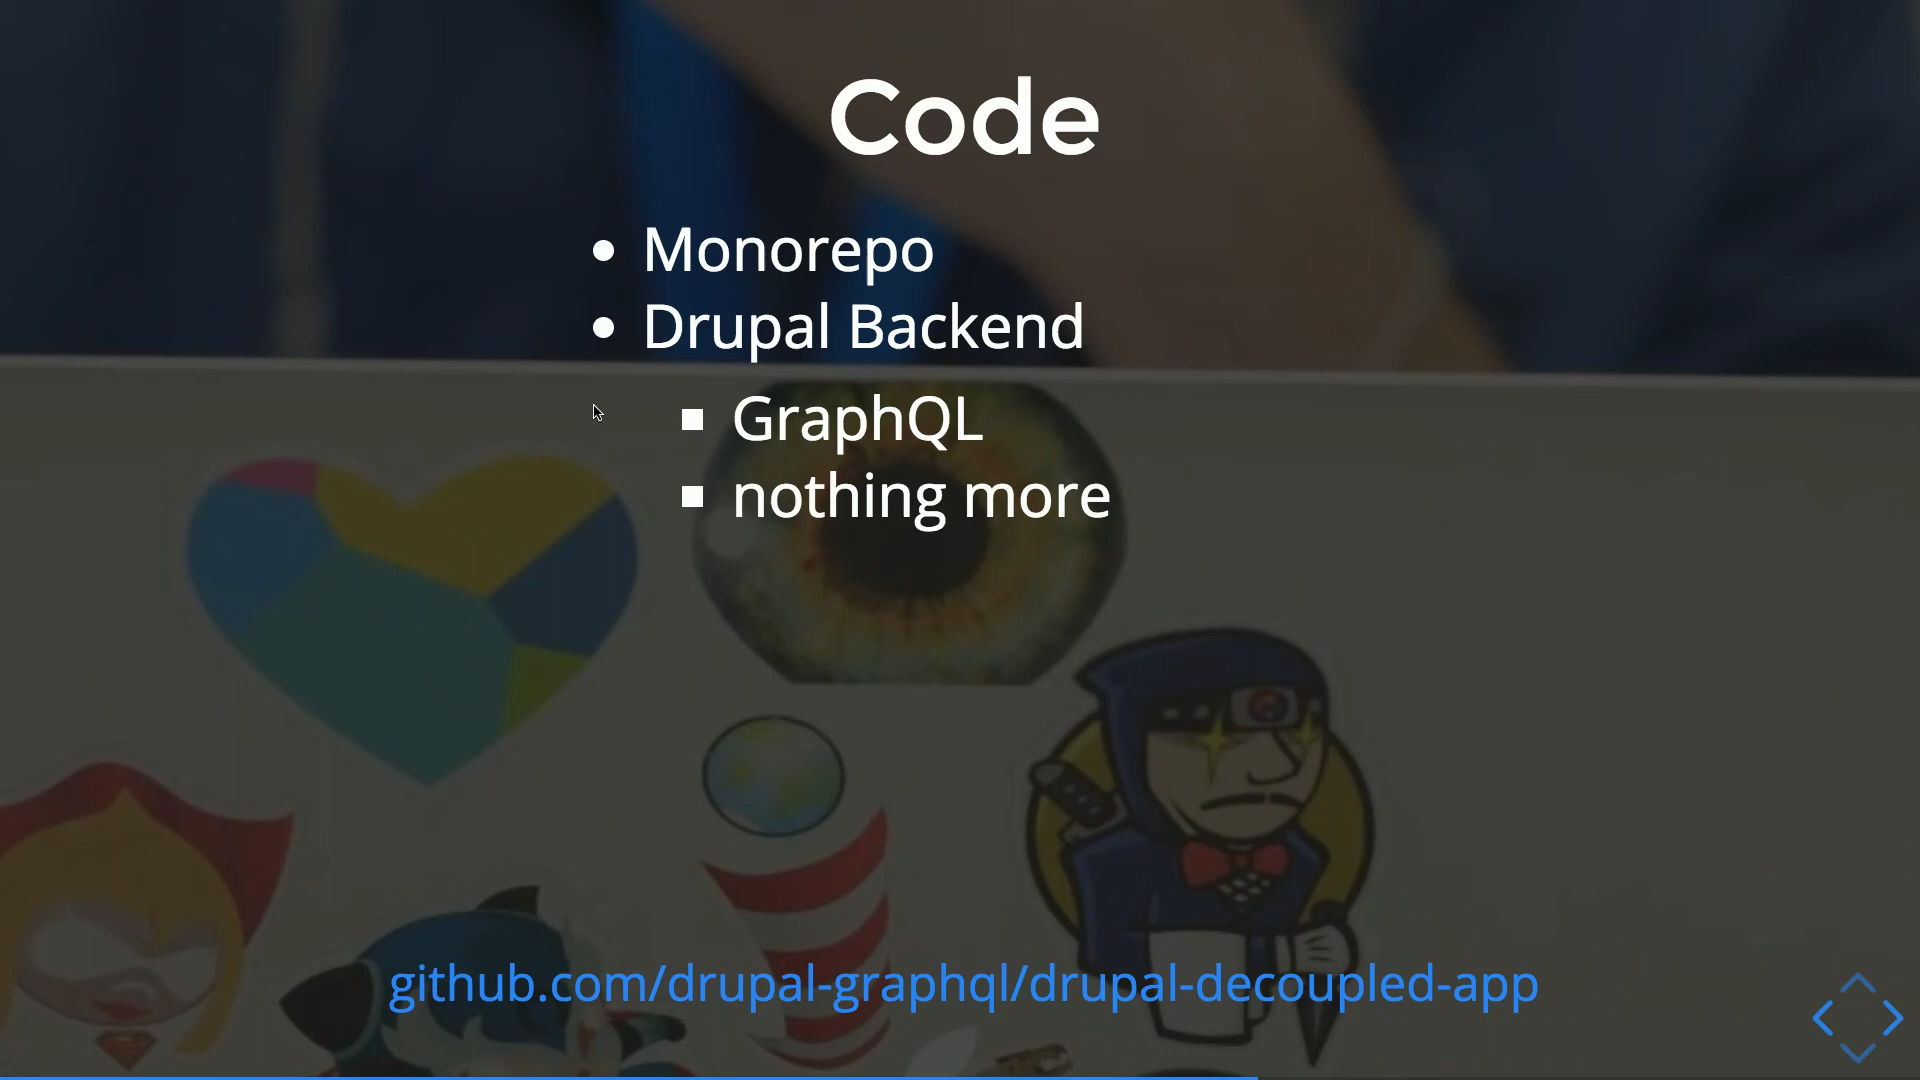 Code
Monorepo
Drupal Backend
GraphQL
nothing more
github.com/drupal-graphql/drupal-decoupled-app